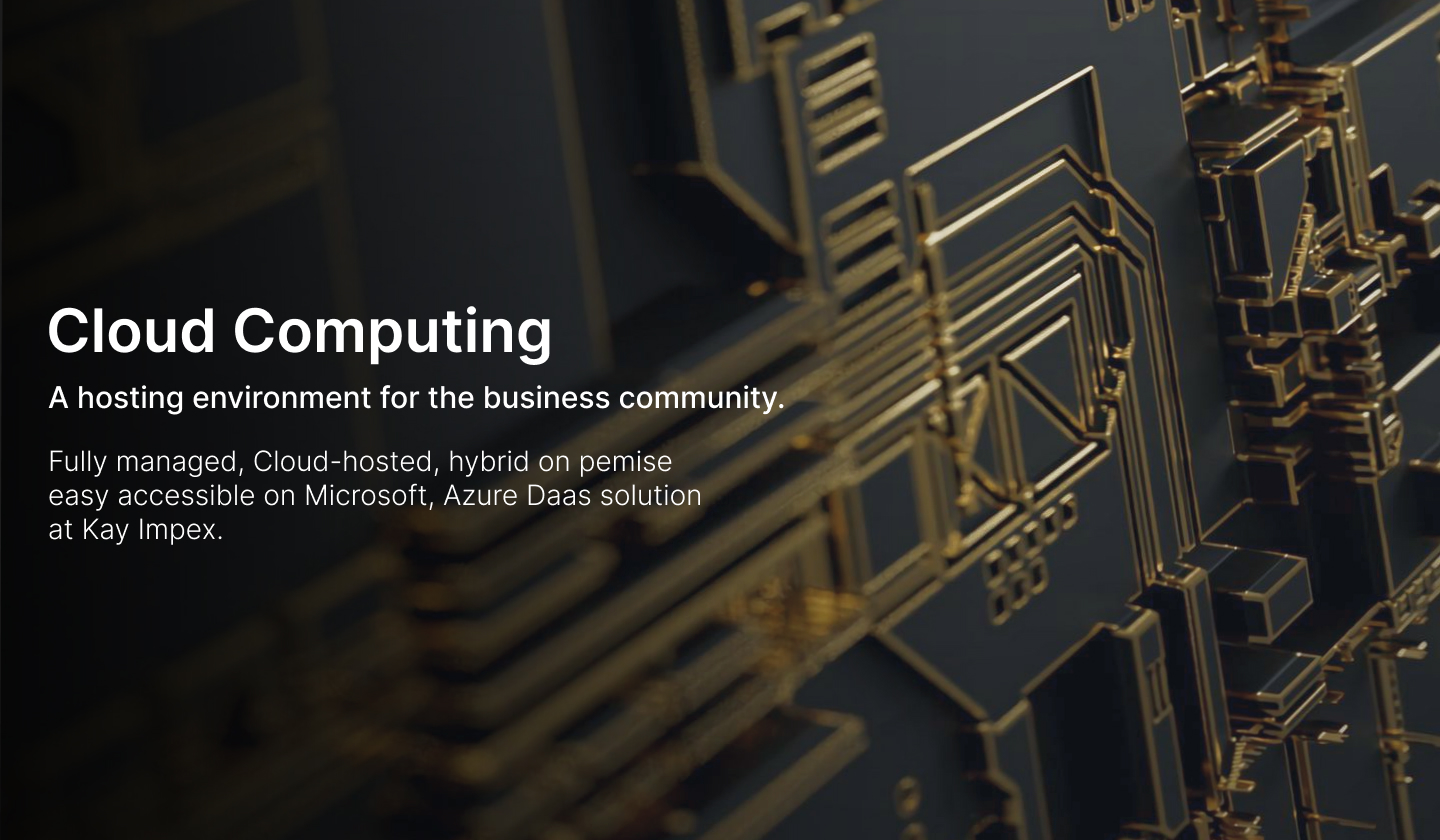 Cloud Computing
A hosting environment for the business community.
Fully managed, Cloud-hosted, hybrid on pemise
easy accessible on Microsoft, Azure Daas solution
at Kay Impex.